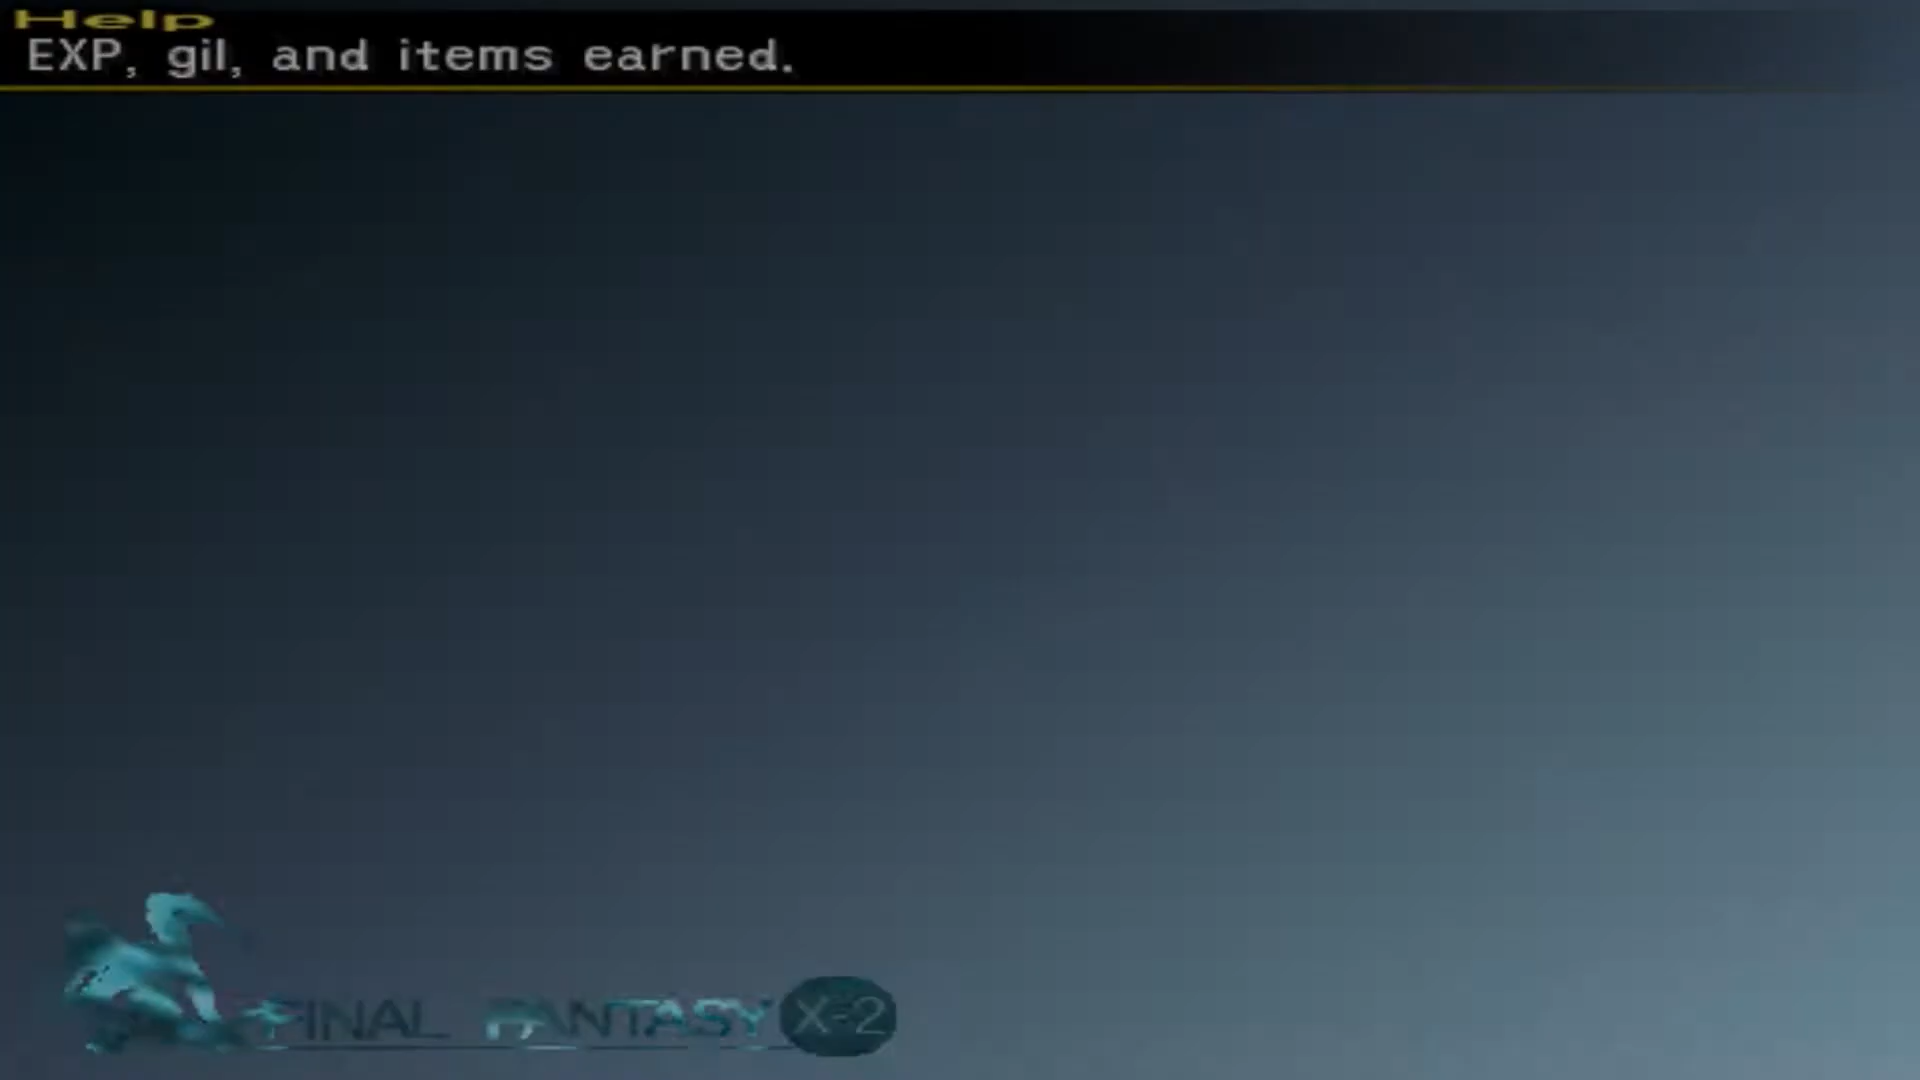 Help
EXP, gil, and items earned.
FINAL FANTASY X-2